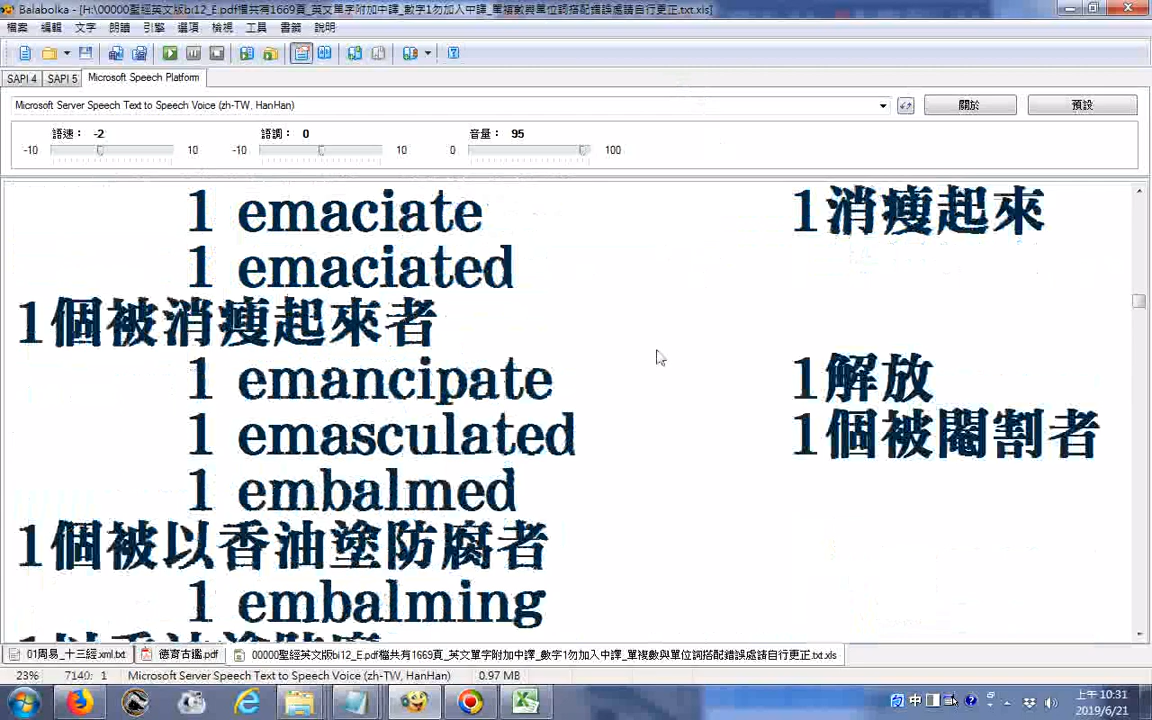 Balabolka - [H:\00000聖經英文版bi12_E.pdf檔共有1669頁_英文單字附加中譯_數字1勿加入中譯_單複數與單位詞搭配錯誤處請自行更正.txt.xls]
檔案 編輯 文字 朗讀 引擎 選項 檢視 工具 書籤 說明
SAPI 4 SAPI 5 Microsoft Speech Platform
Microsoft Server Speech Text to Speech Voice (zh-TW, HanHan) 關於 預設
語速： -2 語調： 0 音量： 95
-10 10 -10 10 0 100
1 emaciate 1消瘦起來
1 emaciated
1個被消瘦起來者
1 emancipate 1解放
1 emasculated 1個被閹割者
1 embalmed
1個被以香油塗防腐者
1 embalming
01周易_十三經.xml.txt 德育古鑑.pdf 00000聖經英文版bi12_E.pdf檔共有1669頁_英文單字附加中譯_數字1勿加入中譯_單複數與單位詞搭配錯誤處請自行更正.txt.xls
23% 7140: 1 Microsoft Server Speech Text to Speech Voice (zh-TW, HanHan) 0.97 MB
中 上午 10:31
2019/6/21